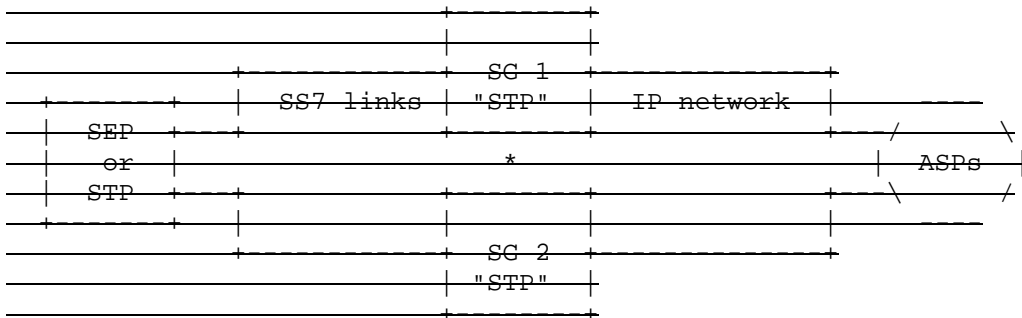 SG 1
SS7 links "STP" IP network
SEP
or * ASPs
STP
SG 2
"STP"